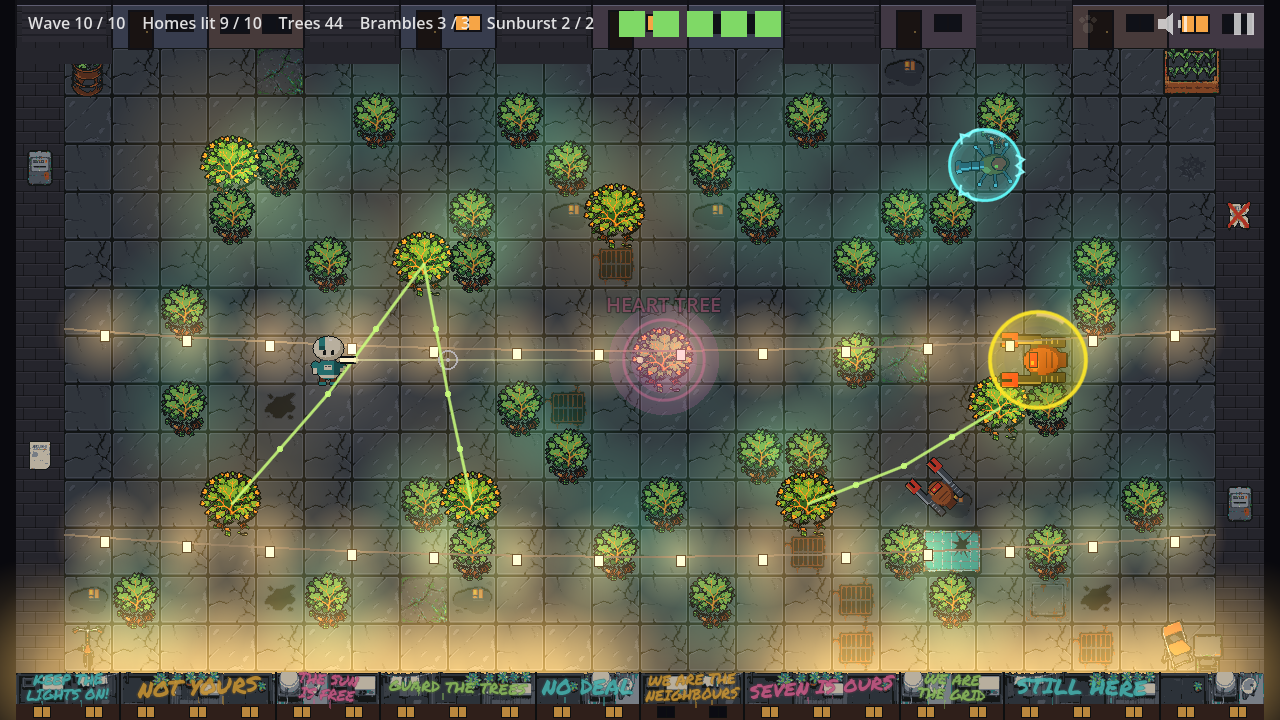 Wave 10 / 10 Homes lit 9 / 10 Trees 44 Brambles 3 / 3 Sunburst 2 / 2
HEART TREE
KEEP THE
LIGHTS ON!
NOT YOURS
THE SUN
IS FREE
GUARD THE TREES
NO DEAL
WE ARE THE
NEIGHBOURS
SEVEN IS OURS
WE ARE
THE GRID
STILL HERE